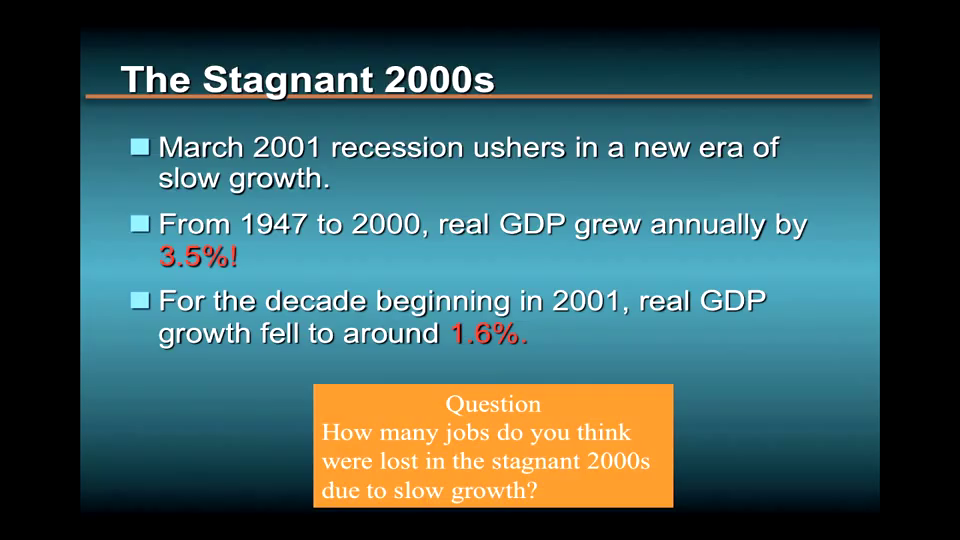 The Stagnant 2000s
March 2001 recession ushers in a new era of
slow growth.
From 1947 to 2000, real GDP grew annually by
3.5%!
For the decade beginning in 2001, real GDP
growth fell to around 1.6%.
Question
How many jobs do you think
were lost in the stagnant 2000s
due to slow growth?